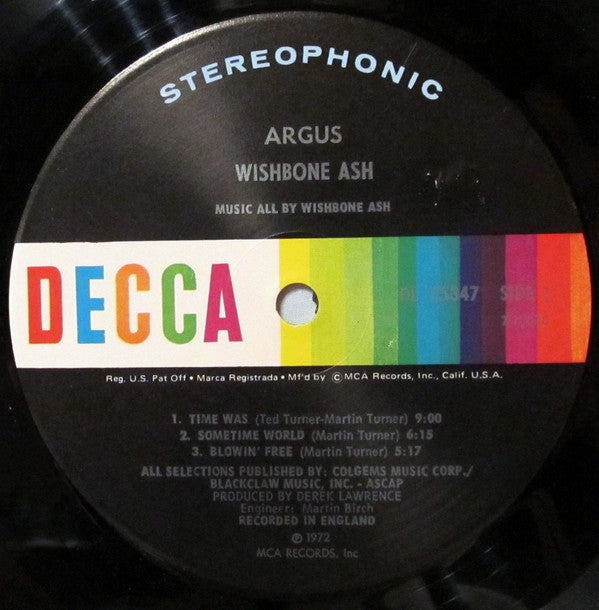 STEREOPHONIC
ARGUS
WISHBONE ASH
MUSIC ALL BY WISHBONE ASH
DECCA
SIDE
Reg. U.S. Pat Off • Marca Registrada • Mf'd by Ⓒ MCA Records, Inc., Calif. U.S.A.
1. TIME WAS (Ted Turner-Martin Turner) 9:00
2. SOMETIME WORLD (Martin Turner) 6:15
3. BLOWIN' FREE (Martin Turner) 5:17
ALL SELECTIONS PUBLISHED BY: COLGEMS MUSIC CORP./
BLACKCLAW MUSIC, INC. - ASCAP
PRODUCED BY DEREK LAWRENCE
Engineer: Martin Birch
RECORDED IN ENGLAND
℗ 1972
MCA RECORDS, Inc